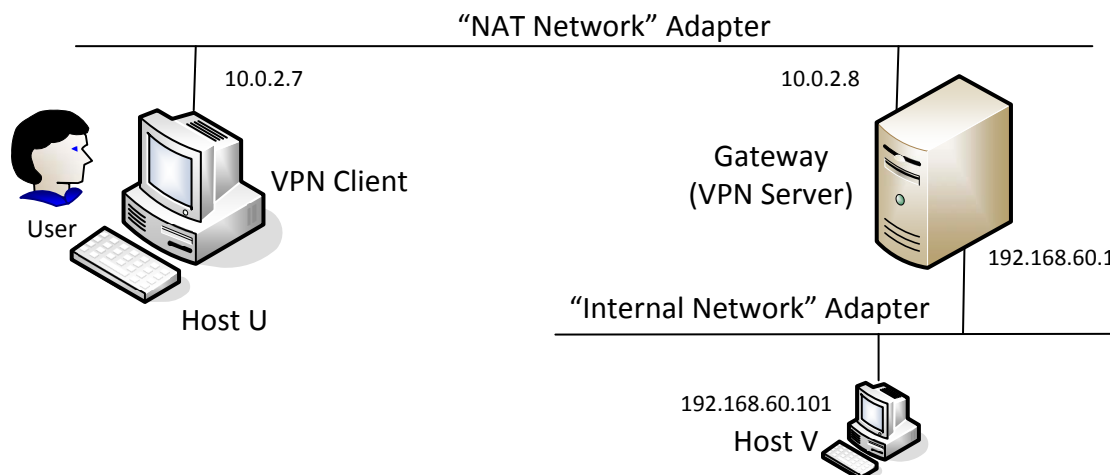 “NAT Network” Adapter
10.0.2.7
10.0.2.8
VPN Client
Gateway
(VPN Server)
User
192.168.60.1
Host U
“Internal Network” Adapter
192.168.60.101
Host V